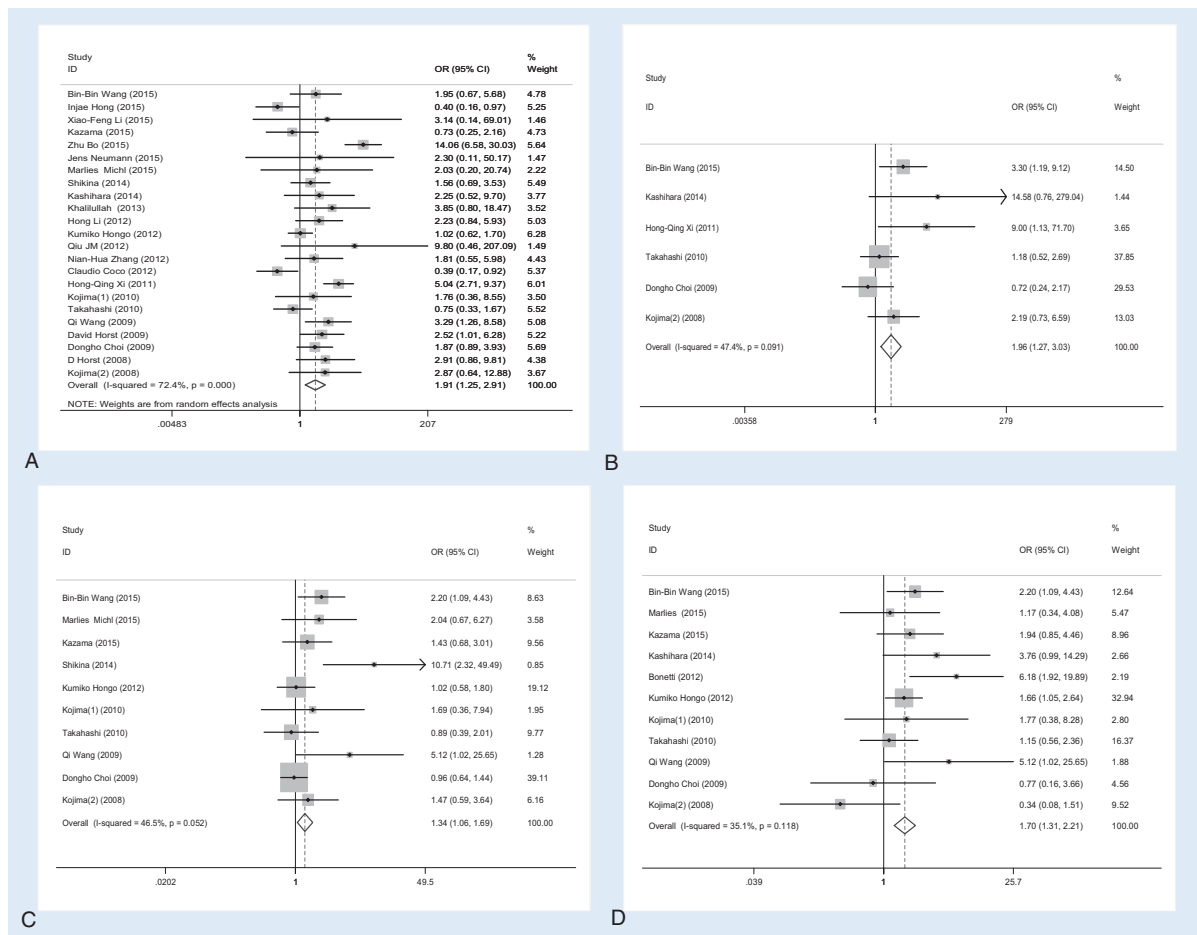 Study %
ID OR (95% CI) Weight
Bin-Bin Wang (2015) 1.95 (0.67, 5.68) 4.78
Injae Hong (2015) 0.40 (0.16, 0.97) 5.25
Xiao-Feng Li (2015) 3.14 (0.14, 69.01) 1.46
Kazama (2015) 0.73 (0.25, 2.16) 4.73
Zhu Bo (2015) 14.06 (6.58, 30.03) 5.64
Jens Neumann (2015) 2.30 (0.11, 50.17) 1.47
Marlies Michl (2015) 2.03 (0.20, 20.74) 2.22
Shikina (2014) 1.56 (0.69, 3.53) 5.49
Kashihara (2014) 2.25 (0.52, 9.70) 3.77
Khalilullah (2013) 3.85 (0.80, 18.47) 3.52
Hong Li (2012) 2.23 (0.84, 5.93) 5.03
Kumiko Hongo (2012) 1.02 (0.62, 1.70) 6.28
Qiu JM (2012) 9.80 (0.46, 207.09) 1.49
Nian-Hua Zhang (2012) 1.81 (0.55, 5.98) 4.43
Claudio Coco (2012) 0.39 (0.17, 0.92) 5.37
Hong-Qing Xi (2011) 5.04 (2.71, 9.37) 6.01
Kojima(1) (2010) 1.76 (0.36, 8.55) 3.50
Takahashi (2010) 0.75 (0.33, 1.67) 5.52
Qi Wang (2009) 3.29 (1.26, 8.58) 5.08
David Horst (2009) 2.52 (1.01, 6.28) 5.22
Dongho Choi (2009) 1.87 (0.89, 3.93) 5.69
D Horst (2008) 2.91 (0.86, 9.81) 4.38
Kojima(2) (2008) 2.87 (0.64, 12.88) 3.67
Overall (I-squared = 72.4%, p = 0.000) 1.91 (1.25, 2.91) 100.00
NOTE: Weights are from random effects analysis
.00483 1 207
A
Study %
ID OR (95% CI) Weight
Bin-Bin Wang (2015) 3.30 (1.19, 9.12) 14.50
Kashihara (2014) 14.58 (0.76, 279.04) 1.44
Hong-Qing Xi (2011) 9.00 (1.13, 71.70) 3.65
Takahashi (2010) 1.18 (0.52, 2.69) 37.85
Dongho Choi (2009) 0.72 (0.24, 2.17) 29.53
Kojima(2) (2008) 2.19 (0.73, 6.59) 13.03
Overall (I-squared = 47.4%, p = 0.091) 1.96 (1.27, 3.03) 100.00
.00358 1 279
B
Study %
ID OR (95% CI) Weight
Bin-Bin Wang (2015) 2.20 (1.09, 4.43) 8.63
Marlies Michl (2015) 2.04 (0.67, 6.27) 3.58
Kazama (2015) 1.43 (0.68, 3.01) 9.56
Shikina (2014) 10.71 (2.32, 49.49) 0.85
Kumiko Hongo (2012) 1.02 (0.58, 1.80) 19.12
Kojima(1) (2010) 1.69 (0.36, 7.94) 1.95
Takahashi (2010) 0.89 (0.39, 2.01) 9.77
Qi Wang (2009) 5.12 (1.02, 25.65) 1.28
Dongho Choi (2009) 0.96 (0.64, 1.44) 39.11
Kojima(2) (2008) 1.47 (0.59, 3.64) 6.16
Overall (I-squared = 46.5%, p = 0.052) 1.34 (1.06, 1.69) 100.00
.0202 1 49.5
C
Study %
ID OR (95% CI) Weight
Bin-Bin Wang (2015) 2.20 (1.09, 4.43) 12.64
Marlies (2015) 1.17 (0.34, 4.08) 5.47
Kazama (2015) 1.94 (0.85, 4.46) 8.96
Kashihara (2014) 3.76 (0.99, 14.29) 2.66
Bonetti (2012) 6.18 (1.92, 19.89) 2.19
Kumiko Hongo (2012) 1.66 (1.05, 2.64) 32.94
Kojima(1) (2010) 1.77 (0.38, 8.28) 2.80
Takahashi (2010) 1.15 (0.56, 2.36) 16.37
Qi Wang (2009) 5.12 (1.02, 25.65) 1.88
Dongho Choi (2009) 0.77 (0.16, 3.66) 4.56
Kojima(2) (2008) 0.34 (0.08, 1.51) 9.52
Overall (I-squared = 35.1%, p = 0.118) 1.70 (1.31, 2.21) 100.00
.039 1 25.7
D